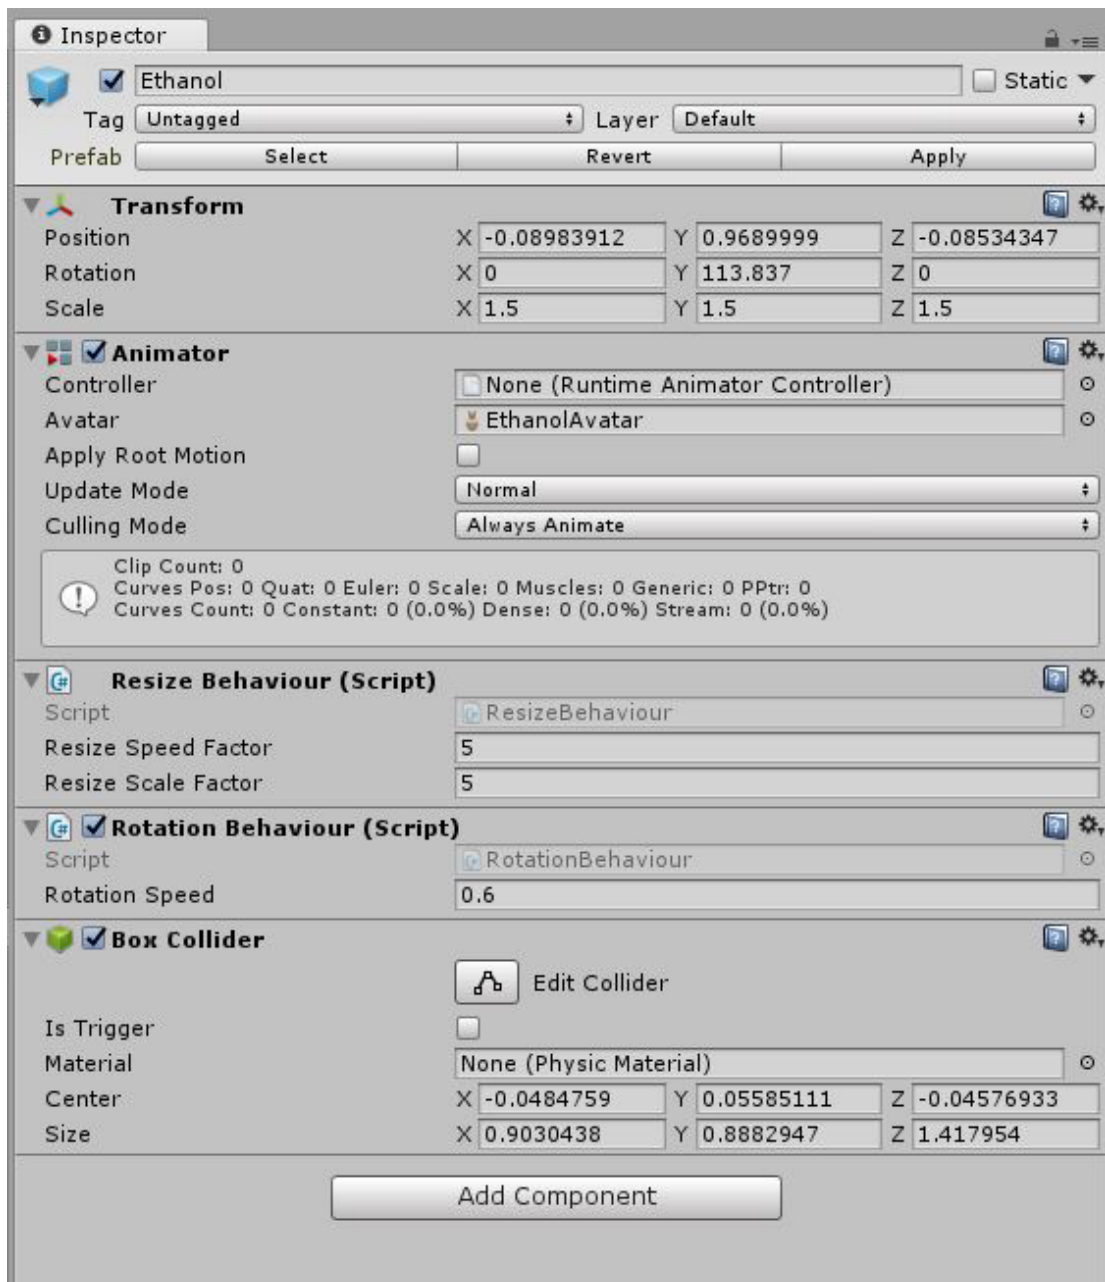 Inspector
Ethanol Static
Tag Untagged Layer Default
Prefab Select Revert Apply
Transform
Position X -0.08983912 Y 0.9689999 Z -0.08534347
Rotation X 0 Y 113.837 Z 0
Scale X 1.5 Y 1.5 Z 1.5
Animator
Controller None (Runtime Animator Controller)
Avatar EthanolAvatar
Apply Root Motion
Update Mode Normal
Culling Mode Always Animate
Clip Count: 0
Curves Pos: 0 Quat: 0 Euler: 0 Scale: 0 Muscles: 0 Generic: 0 PPtr: 0
Curves Count: 0 Constant: 0 (0.0%) Dense: 0 (0.0%) Stream: 0 (0.0%)
Resize Behaviour (Script)
Script ResizeBehaviour
Resize Speed Factor 5
Resize Scale Factor 5
Rotation Behaviour (Script)
Script RotationBehaviour
Rotation Speed 0.6
Box Collider
Edit Collider
Is Trigger
Material None (Physic Material)
Center X -0.0484759 Y 0.05585111 Z -0.04576933
Size X 0.9030438 Y 0.8882947 Z 1.417954
Add Component